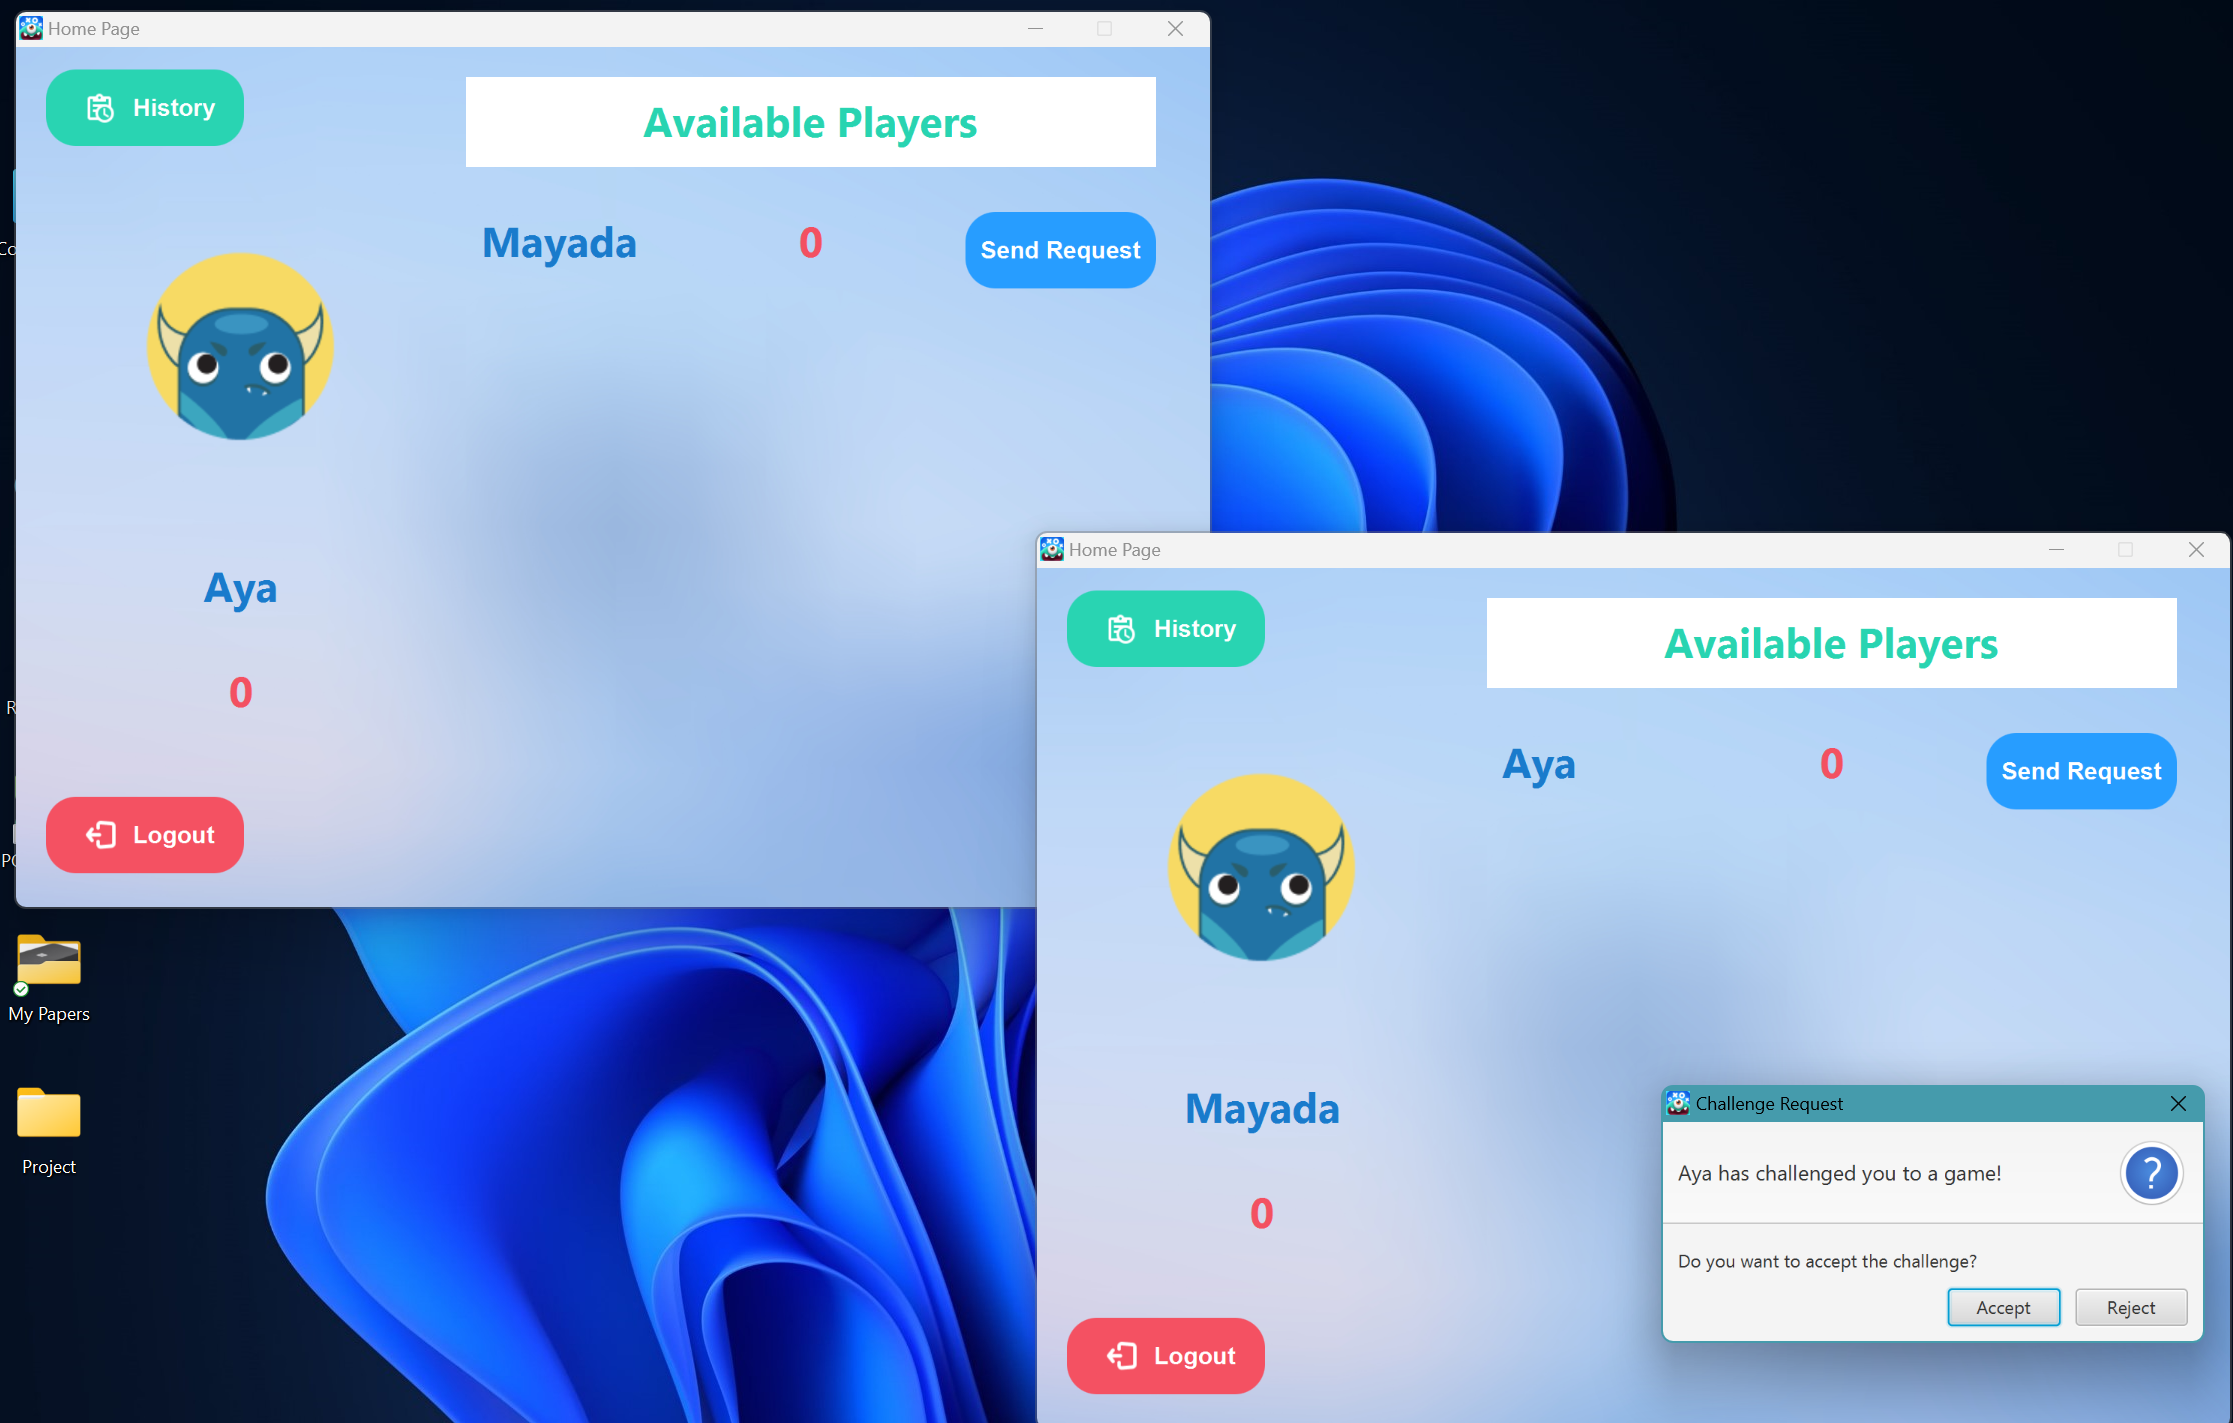 Home Page
History
Available Players
Mayada 0 Send Request
Aya
0
Logout
Home Page
History
Available Players
Aya 0 Send Request
Mayada
0
Logout
Challenge Request
Aya has challenged you to a game!
?
Do you want to accept the challenge?
Accept Reject
My Papers
Project